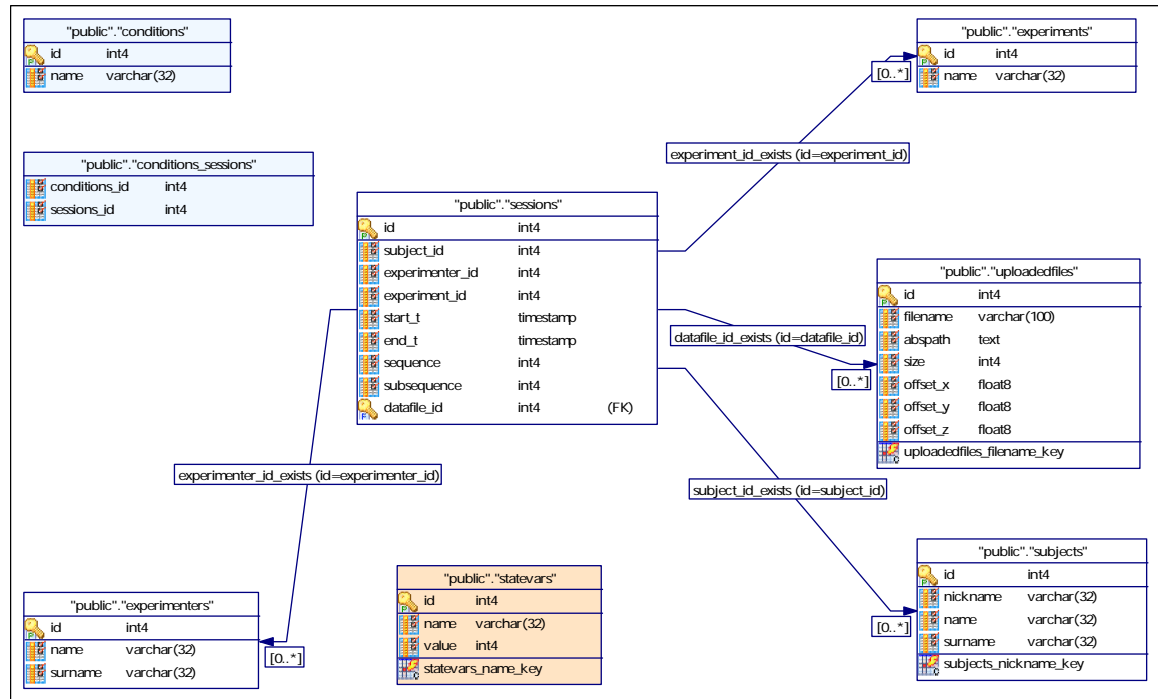 "public"."conditions"
id int4
name varchar(32)
"public"."experiments"
id int4
name varchar(32)
[0..*]
experiment_id_exists (id=experiment_id)
"public"."conditions_sessions"
conditions_id int4
sessions_id int4
"public"."sessions"
id int4
subject_id int4
experimenter_id int4
experiment_id int4
start_t timestamp
end_t timestamp
sequence int4
subsequence int4
datafile_id int4 (FK)
"public"."uploadedfiles"
id int4
filename varchar(100)
abspath text
size int4
offset_x float8
offset_y float8
offset_z float8
uploadedfiles_filename_key
datafile_id_exists (id=datafile_id)
[0..*]
experimenter_id_exists (id=experimenter_id)
subject_id_exists (id=subject_id)
"public"."experimenters"
id int4
name varchar(32)
surname varchar(32)
[0..*]
"public"."statevars"
id int4
name varchar(32)
value int4
statevars_name_key
"public"."subjects"
id int4
nickname varchar(32)
name varchar(32)
surname varchar(32)
subjects_nickname_key
[0..*]